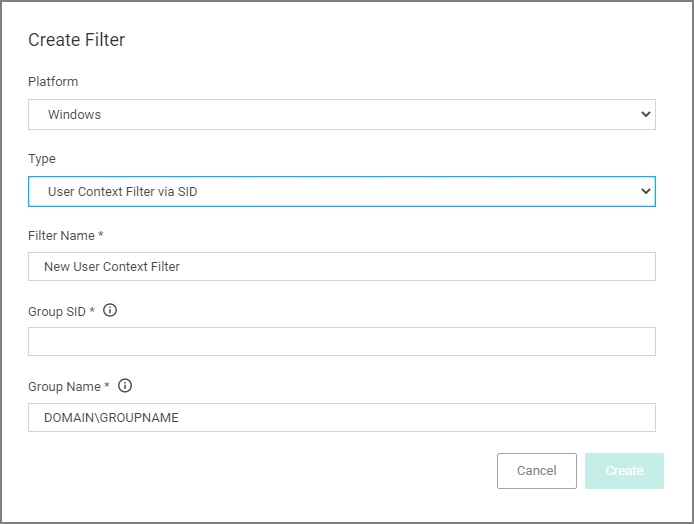 Create Filter
Platform
Windows
Type
User Context Filter via SID
Filter Name *
New User Context Filter
Group SID *
Group Name *
DOMAIN\GROUPNAME
Cancel
Create